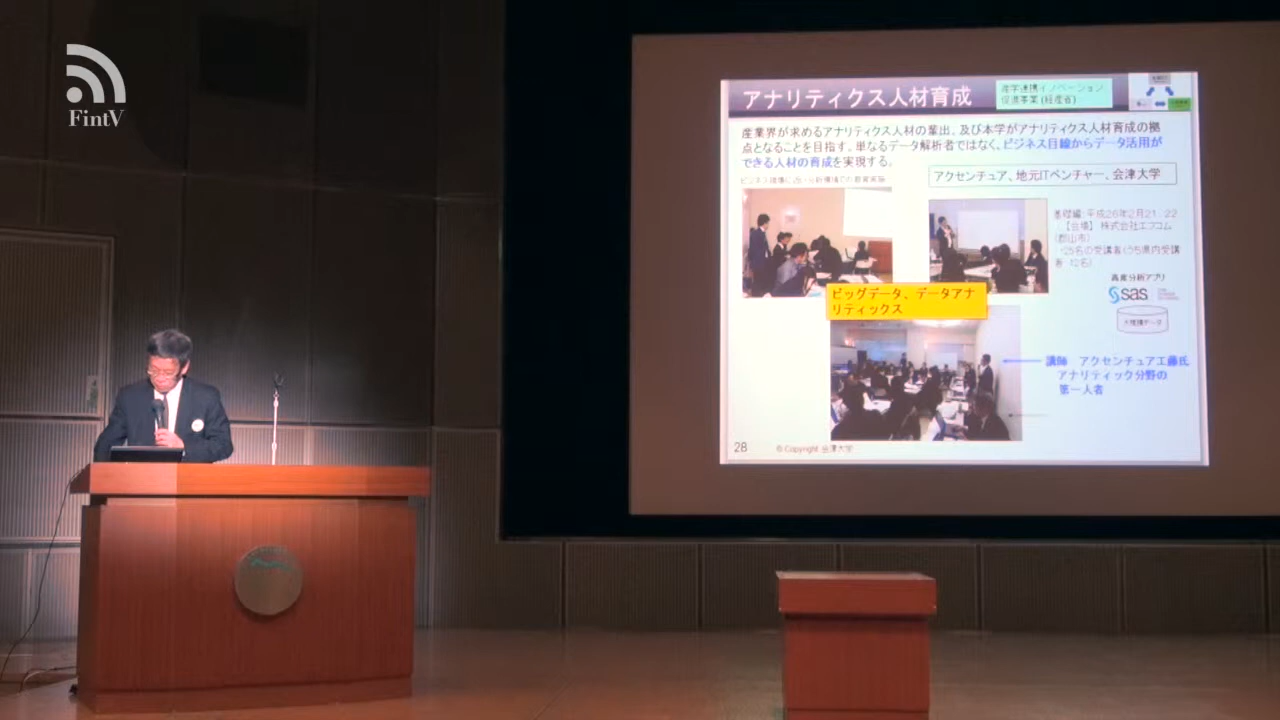 FintV
アナリティクス人材育成
産学連携イノベーション
促進事業(経産省)
産業界が求めるアナリティクス人材の輩出、及び本学がアナリティクス人材育成の拠
点となることを目指す。単なるデータ解析者ではなく、ビジネス目線からデータ活用が
できる人材の育成を実現する。
アクセンチュア、地元ITベンチャー、会津大学
基礎編:平成26年2月21、22
【会場】 株式会社エフコム
(郡山市)
ビッグデータ、データアナ
リティックス
高度分析アプリ
sas
大規模データ
講師 アクセンチュア工藤氏
アナリティック分野の
第一人者
28
© Copyright 会津大学